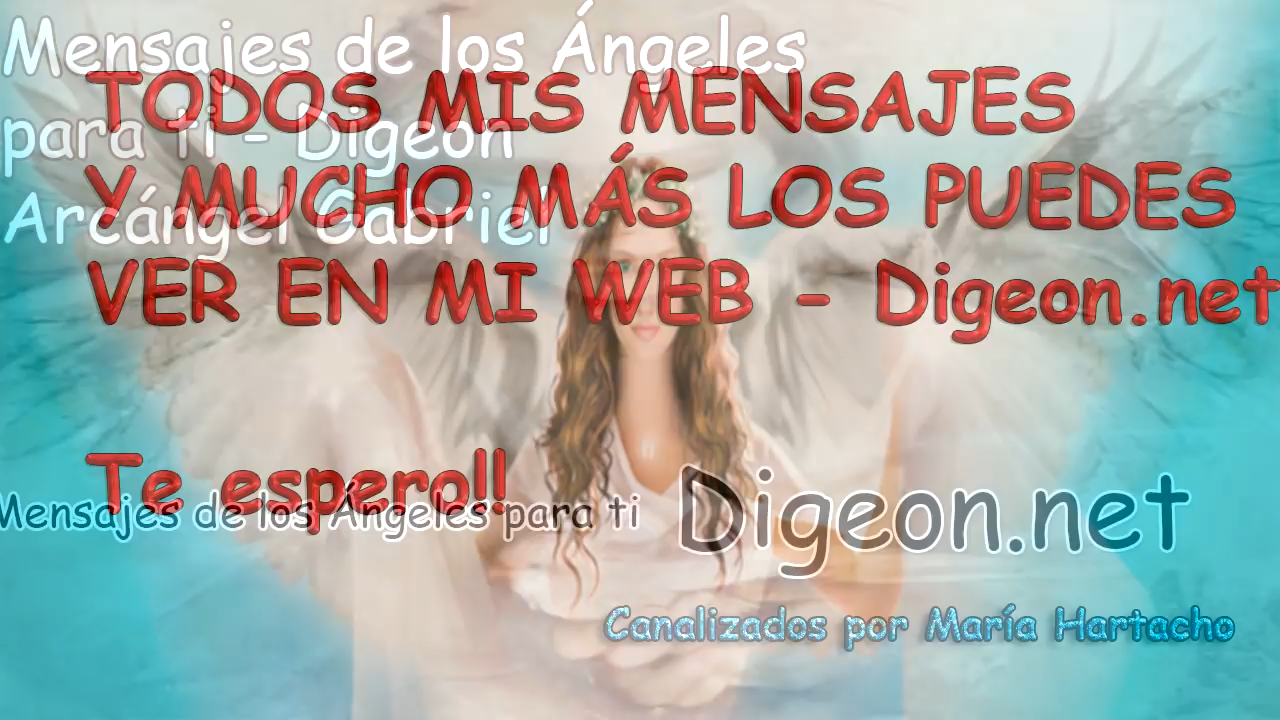 Mensajes de los Ángeles
para ti - Digeon
Arcángel Gabriel
TODOS MIS MENSAJES
Y MUCHO MÁS LOS PUEDES
VER EN MI WEB - Digeon.net
Te espero!!
Mensajes de los Ángeles para ti
Digeon.net
Canalizados por María Hartacho